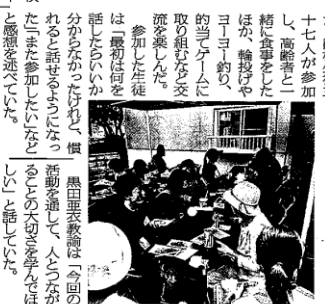 十七人が参加
し、高齢者と一
緒に食事をした
ほか、輪投げや
ヨーヨー釣り、
的当てゲームに
取り組むなど交
流を楽しんだ。
参加した生徒
は「最初は何を
話したらいいか
分からなかったけれど、慣
れると話せるようになっ
た」「また参加したい」など
と感想を述べていた。
黒田亜衣教諭は「今回の
活動を通して、人とつなが
ることの大切さを学んでほ
しい」と話していた。